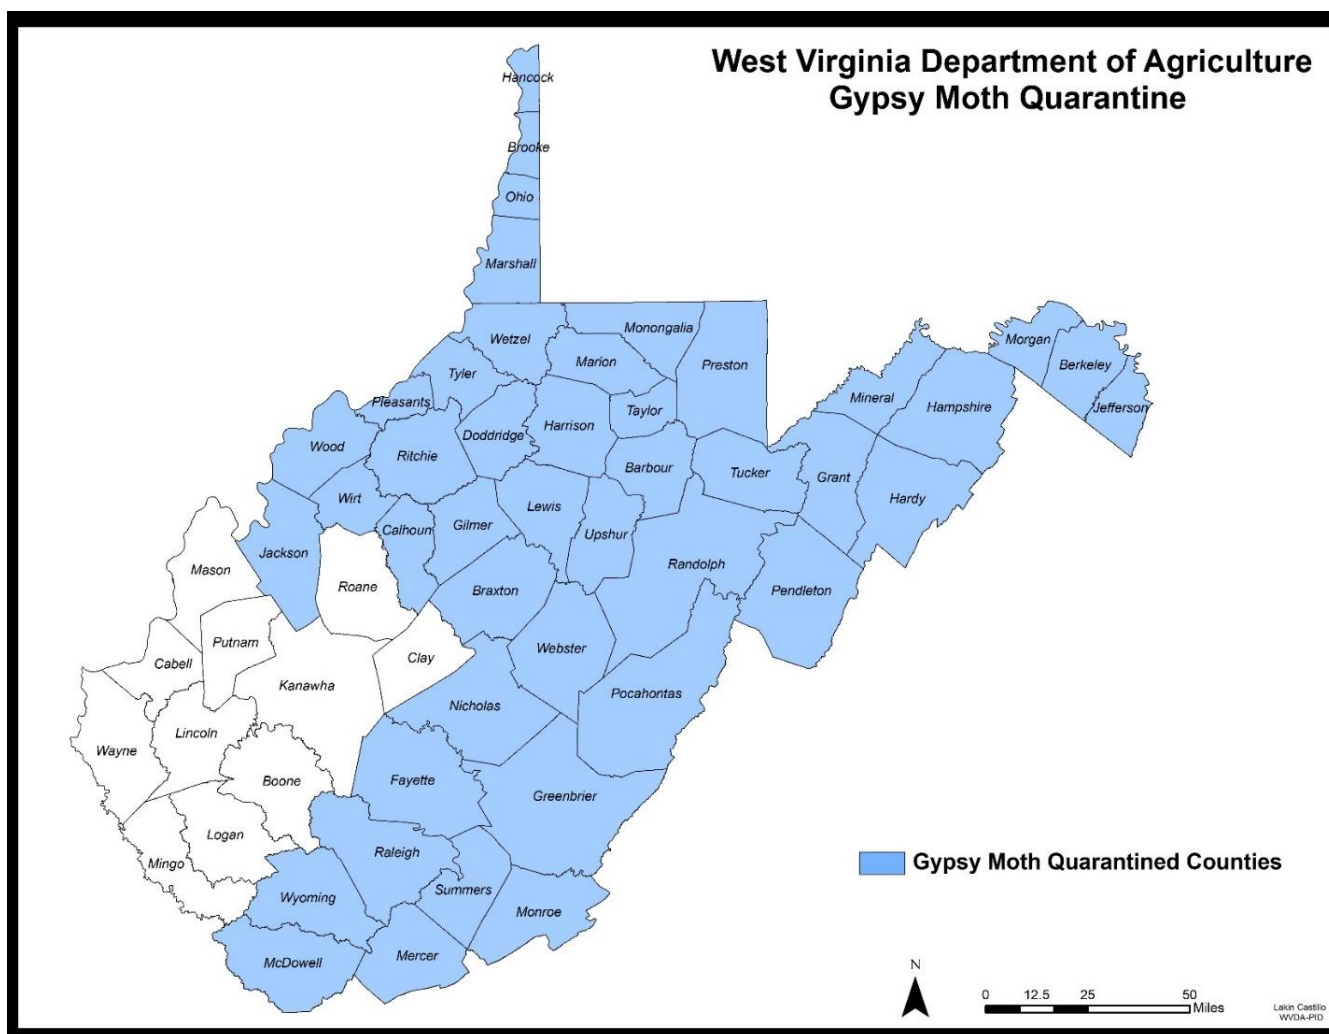 West Virginia Department of Agriculture
Gypsy Moth Quarantine
Hancock
Brooke
Ohio
Marshall
Wetzel
Monongalia
Marion
Preston
Tyler
Pleasants
Doddridge
Harrison
Taylor
Morgan
Berkeley
Jefferson
Mineral
Hampshire
Wood
Ritchie
Barbour
Tucker
Grant
Hardy
Wirt
Calhoun
Gilmer
Lewis
Upshur
Jackson
Mason
Roane
Braxton
Randolph
Pendleton
Putnam
Cabell
Clay
Webster
Kanawha
Pocahontas
Nicholas
Wayne
Lincoln
Boone
Fayette
Greenbrier
Logan
Mingo
Raleigh
Summers
Wyoming
Monroe
McDowell
Mercer
Gypsy Moth Quarantined Counties
N
0 12.5 25 50
Miles
Lakin Castillo
WVDA-PID